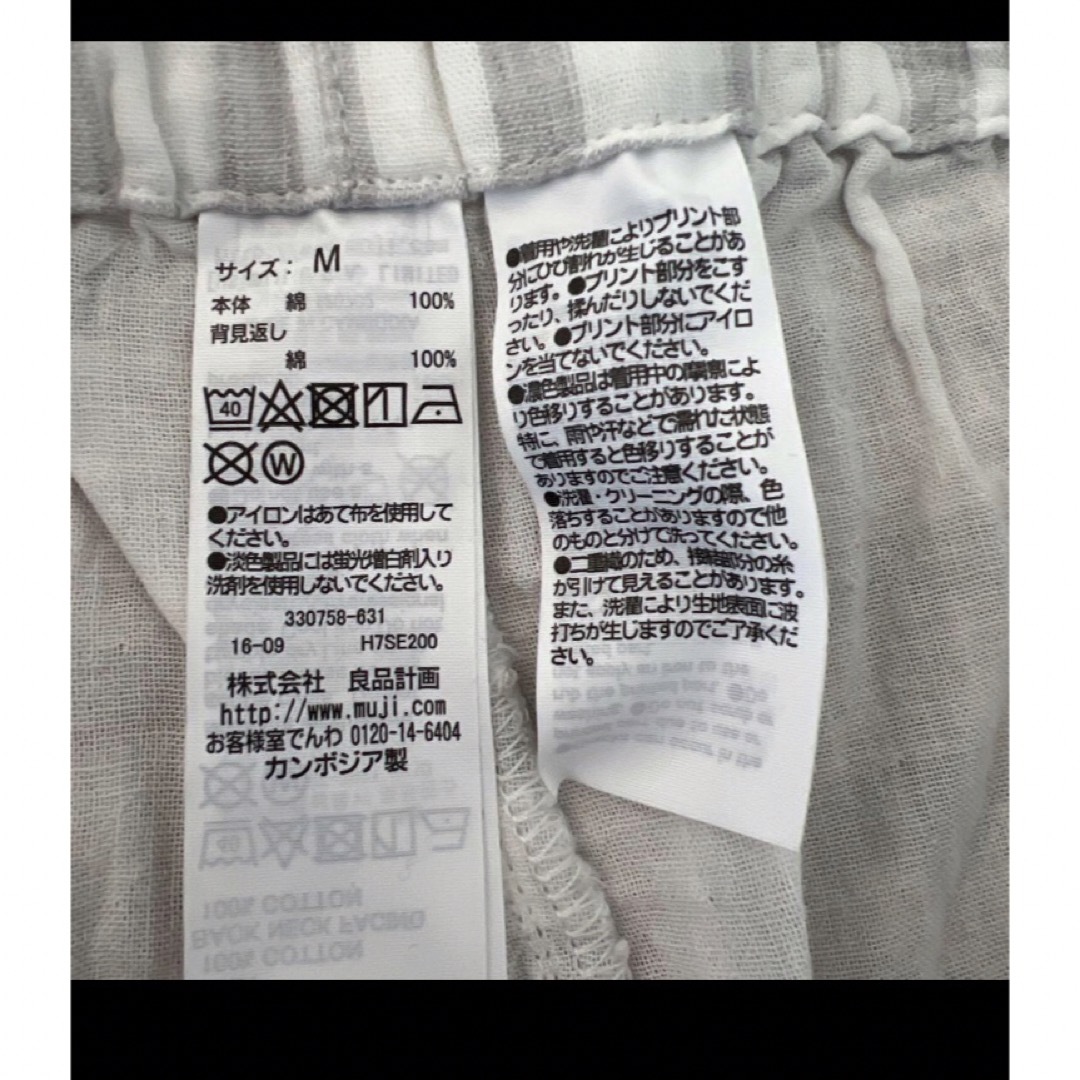 サイズ： M
本体 綿 100%
背見返し
綿 100%
40
W
●アイロンはあて布を使用して
ください。
●淡色製品には蛍光増白剤入り
洗剤を使用しないでください。
330758-631
16-09 H7SE200
株式会社 良品計画
http://www.muji.com
お客様室でんわ 0120-14-6404
カンボジア製
100% COTTON
BACK NECK FACING
100% COTTON
●着用や洗濯によりプリント部
分にひび割れが生じることがあ
ります。●プリント部分をこす
ったり、揉んだりしないでくだ
さい。●プリント部分にアイロ
ンを当てないでください。
●濃色製品は着用中の摩擦によ
り色移りすることがあります。
特に、雨や汗などで濡れた状態
で着用すると色移りすることが
ありますのでご注意ください。
●洗濯・クリーニングの際、色
落ちすることがありますので他
のものと分けて洗ってください。
●二重織のため、接結部分の糸
が引けて見えることがあります。
また、洗濯により生地表面に波
打ちが生じますのでご了承くだ
さい。